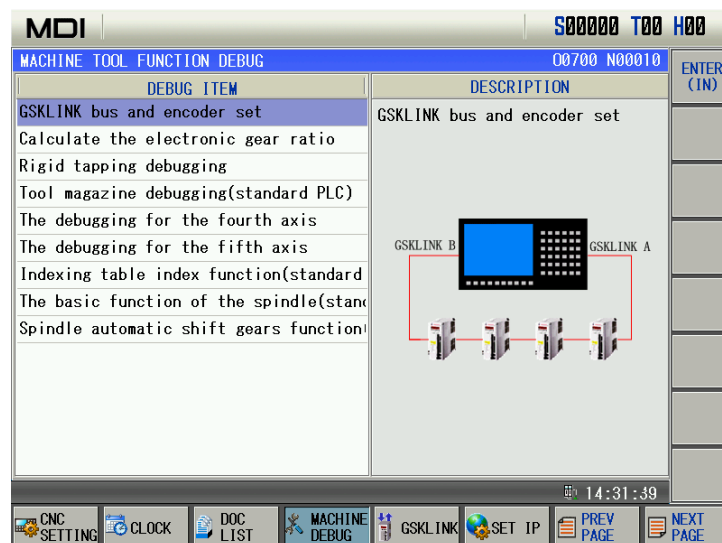 MDI
S00000 T00 H00
MACHINE TOOL FUNCTION DEBUG
O0700 N00010
ENTER
(IN)
DEBUG ITEM
DESCRIPTION
GSKLINK bus and encoder set
Calculate the electronic gear ratio
Rigid tapping debugging
Tool magazine debugging(standard PLC)
The debugging for the fourth axis
The debugging for the fifth axis
Indexing table index function(standard
The basic function of the spindle(stan
Spindle automatic shift gears function
GSKLINK bus and encoder set
GSKLINK B
GSKLINK A
14:31:39
CNC
SETTING
CLOCK
DOC
LIST
MACHINE
DEBUG
GSKLINK
SET IP
PREV
PAGE
NEXT
PAGE